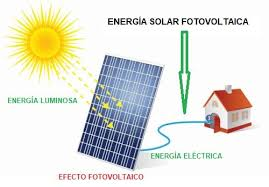 ENERGÍA SOLAR FOTOVOLTAICA
ENERGÍA LUMINOSA
ENERGÍA ELÉCTRICA
EFECTO FOTOVOLTAICO